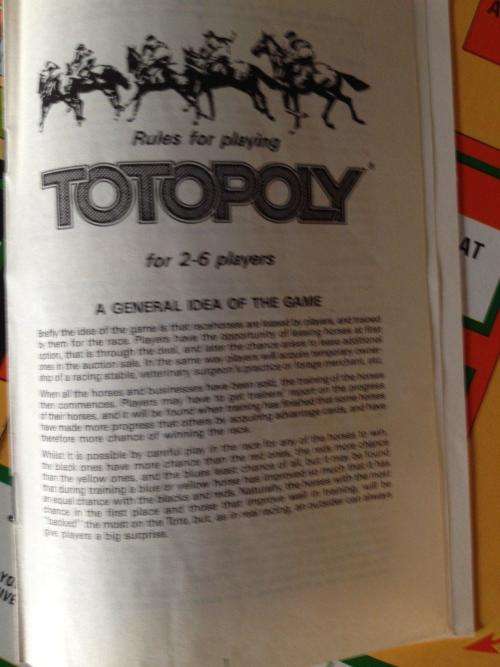 Rules for playing
TOTOPOLY
for 2-6 players
A GENERAL IDEA OF THE GAME
Briefly the idea of the game is that racehorses are leased by players, and trained
by them for the race. Players have the opportunity of leasing horses at first
option, that is through the deal, and later the chance arises to lease additional
ones in the auction sale. In the same way players will acquire temporary owner-
ship of a racing stable, veterinary surgeon's practice or forage merchant, etc.
When all the horses and businesses have been sold, the training of the horses
then commences. Players may have to get trainers' report on the progress
of their horses, and it will be found when training has finished that some horses
have made more progress than others by acquiring advantage cards, and have
therefore more chance of winning the race.
Whilst it is possible by careful play in the race for any of the horses to win,
the black ones have more chance than the red ones, the reds more chance
than the yellow ones, and the blues least chance of all, but it may be found
that during training a blue or yellow horse has improved so much that it has
an equal chance with the blacks and reds. Naturally, the horses with the most
chance in the first place and those that improve well in training, will be
"backed" the most on the Tote, but, as in real racing, an outsider can always
give players a big surprise.
AT